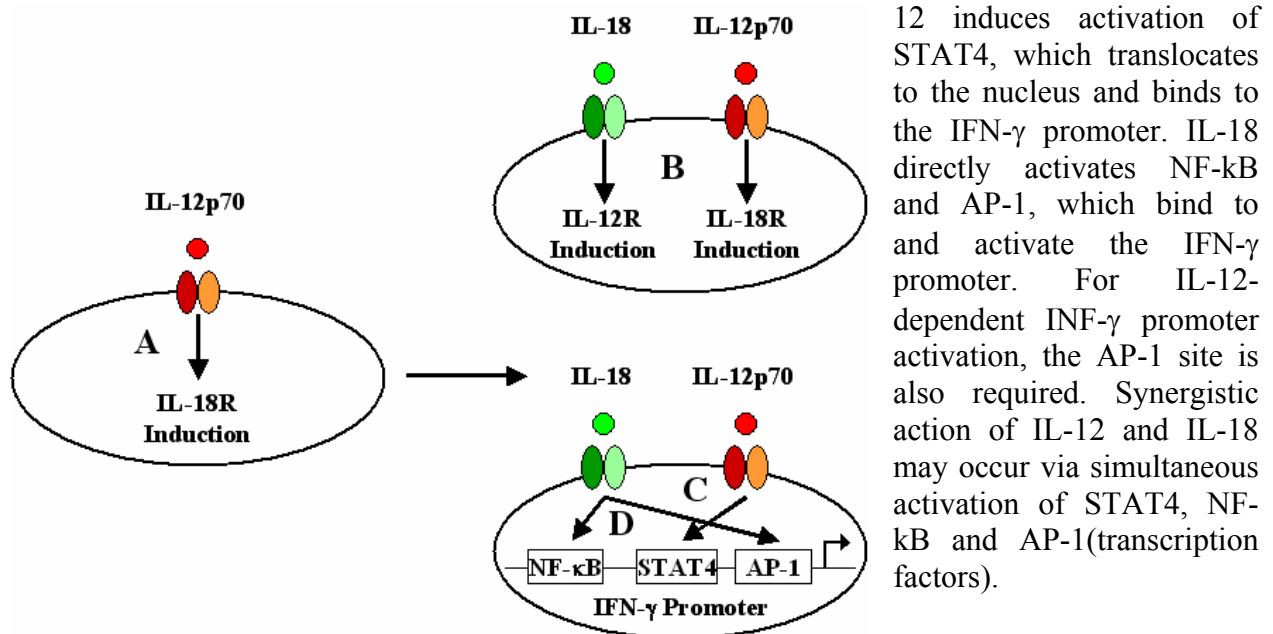 IL-18 IL-12p70
B
IL-12R IL-18R
Induction Induction
IL-12p70
A
IL-18R
Induction
IL-18 IL-12p70
C
D
NF-κB STAT4 AP-1
IFN-γ Promoter
12 induces activation of
STAT4, which translocates
to the nucleus and binds to
the IFN-γ promoter. IL-18
directly activates NF-kB
and AP-1, which bind to
and activate the IFN-γ
promoter. For IL-12-
dependent INF-γ promoter
activation, the AP-1 site is
also required. Synergistic
action of IL-12 and IL-18
may occur via simultaneous
activation of STAT4, NF-
kB and AP-1(transcription
factors).